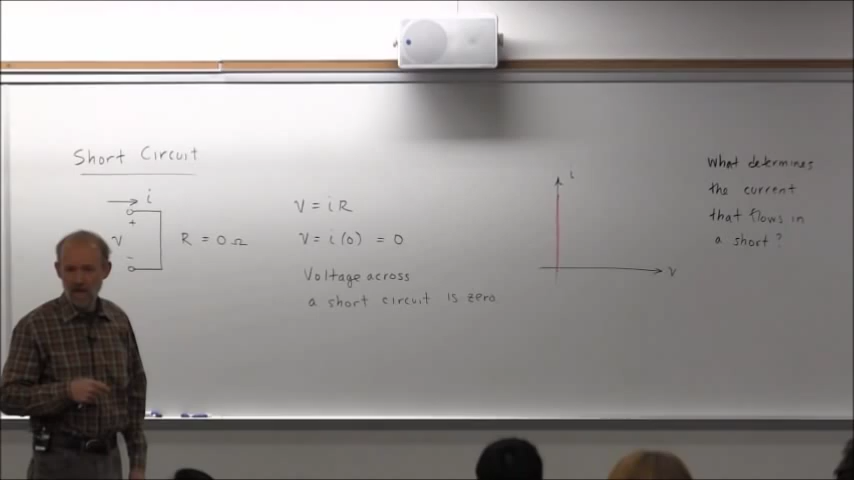 Short Circuit
i
+
V
-
R = 0 Ω
V = i R
V = i (0) = 0
Voltage across
a short circuit is zero.
i
V
What determines
the current
that flows in
a short?